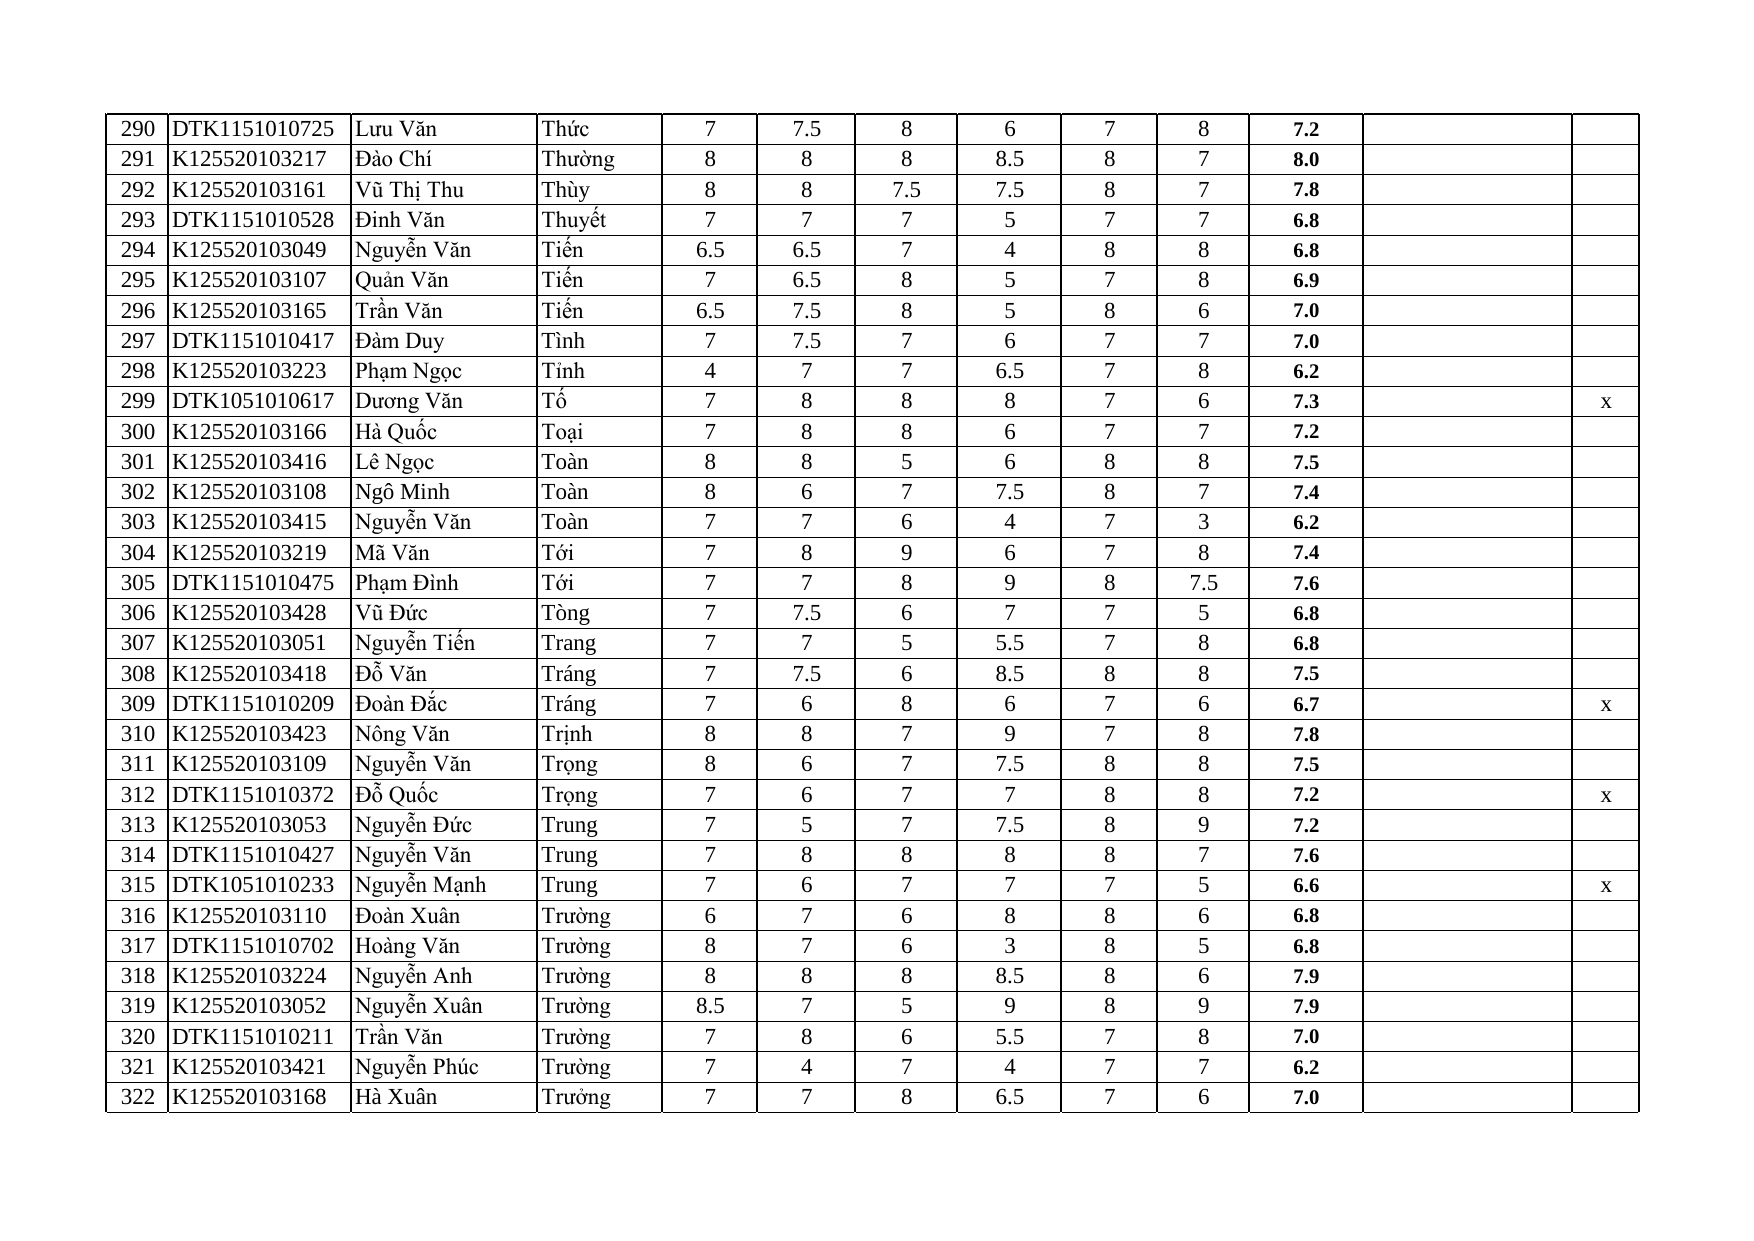 290 DTK1151010725 Lưu Văn Thức 7 7.5 8 6 7 8 7.2
291 K125520103217 Đào Chí Thường 8 8 8 8.5 8 7 8.0
292 K125520103161 Vũ Thị Thu Thùy 8 8 7.5 7.5 8 7 7.8
293 DTK1151010528 Đinh Văn Thuyết 7 7 7 5 7 7 6.8
294 K125520103049 Nguyễn Văn Tiến 6.5 6.5 7 4 8 8 6.8
295 K125520103107 Quản Văn Tiến 7 6.5 8 5 7 8 6.9
296 K125520103165 Trần Văn Tiến 6.5 7.5 8 5 8 6 7.0
297 DTK1151010417 Đàm Duy Tình 7 7.5 7 6 7 7 7.0
298 K125520103223 Phạm Ngọc Tỉnh 4 7 7 6.5 7 8 6.2
299 DTK1051010617 Dương Văn Tố 7 8 8 8 7 6 7.3 x
300 K125520103166 Hà Quốc Toại 7 8 8 6 7 7 7.2
301 K125520103416 Lê Ngọc Toàn 8 8 5 6 8 8 7.5
302 K125520103108 Ngô Minh Toàn 8 6 7 7.5 8 7 7.4
303 K125520103415 Nguyễn Văn Toàn 7 7 6 4 7 3 6.2
304 K125520103219 Mã Văn Tới 7 8 9 6 7 8 7.4
305 DTK1151010475 Phạm Đình Tới 7 7 8 9 8 7.5 7.6
306 K125520103428 Vũ Đức Tòng 7 7.5 6 7 7 5 6.8
307 K125520103051 Nguyễn Tiến Trang 7 7 5 5.5 7 8 6.8
308 K125520103418 Đỗ Văn Tráng 7 7.5 6 8.5 8 8 7.5
309 DTK1151010209 Đoàn Đắc Tráng 7 6 8 6 7 6 6.7 x
310 K125520103423 Nông Văn Trịnh 8 8 7 9 7 8 7.8
311 K125520103109 Nguyễn Văn Trọng 8 6 7 7.5 8 8 7.5
312 DTK1151010372 Đỗ Quốc Trọng 7 6 7 7 8 8 7.2 x
313 K125520103053 Nguyễn Đức Trung 7 5 7 7.5 8 9 7.2
314 DTK1151010427 Nguyễn Văn Trung 7 8 8 8 8 7 7.6
315 DTK1051010233 Nguyễn Mạnh Trung 7 6 7 7 7 5 6.6 x
316 K125520103110 Đoàn Xuân Trường 6 7 6 8 8 6 6.8
317 DTK1151010702 Hoàng Văn Trường 8 7 6 3 8 5 6.8
318 K125520103224 Nguyễn Anh Trường 8 8 8 8.5 8 6 7.9
319 K125520103052 Nguyễn Xuân Trường 8.5 7 5 9 8 9 7.9
320 DTK1151010211 Trần Văn Trường 7 8 6 5.5 7 8 7.0
321 K125520103421 Nguyễn Phúc Trường 7 4 7 4 7 7 6.2
322 K125520103168 Hà Xuân Trưởng 7 7 8 6.5 7 6 7.0